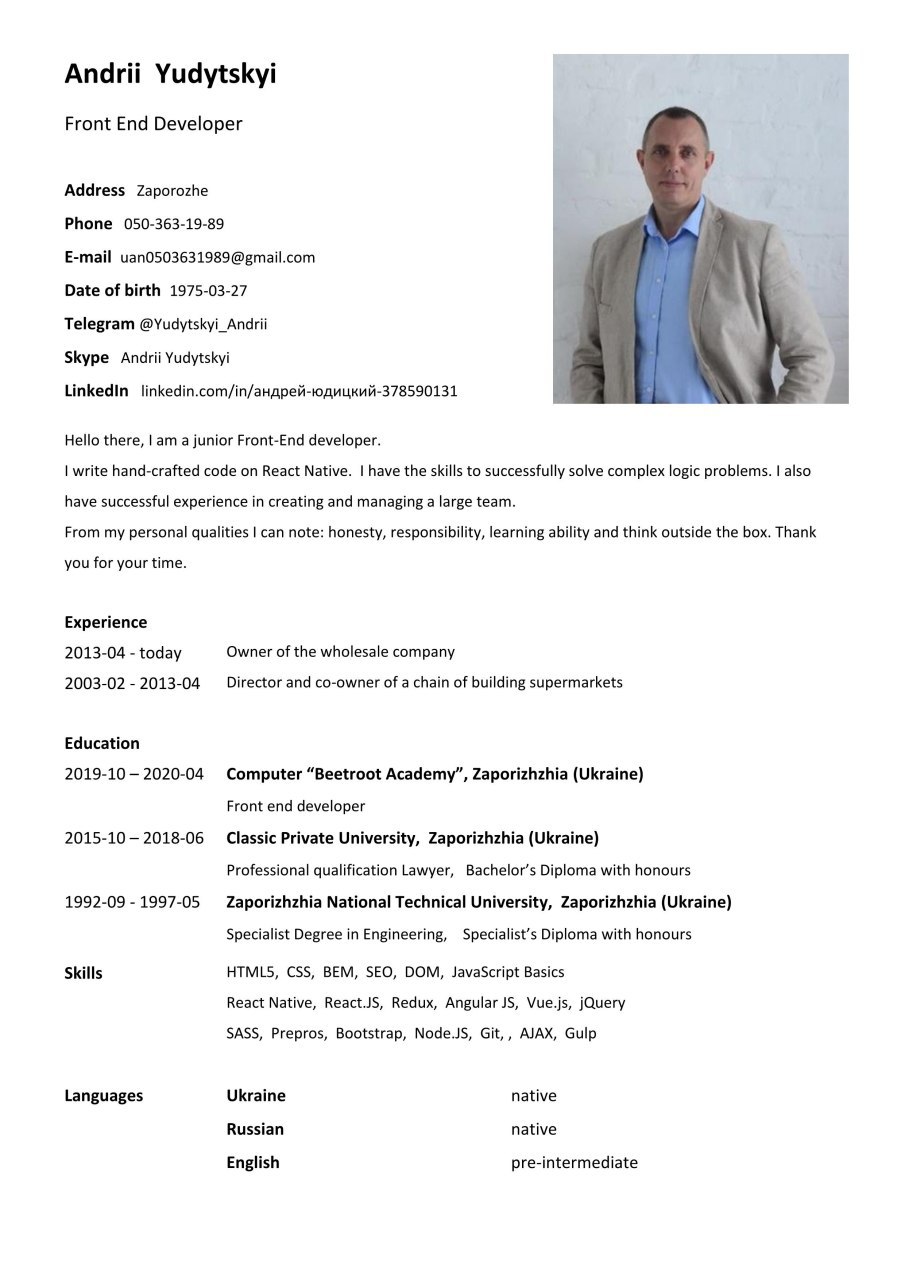 Andrii Yudytskyi
Front End Developer
Address Zaporozhe
Phone 050-363-19-89
E-mail uan0503631989@gmail.com
Date of birth 1975-03-27
Telegram @Yudytskyi_Andrii
Skype Andrii Yudytskyi
LinkedIn linkedin.com/in/андрей-юдицкий-378590131
Hello there, I am a junior Front-End developer.
I write hand-crafted code on React Native. I have the skills to successfully solve complex logic problems. I also
have successful experience in creating and managing a large team.
From my personal qualities I can note: honesty, responsibility, learning ability and think outside the box. Thank
you for your time.
Experience
2013-04 - today Owner of the wholesale company
2003-02 - 2013-04 Director and co-owner of a chain of building supermarkets
Education
2019-10 – 2020-04 Computer “Beetroot Academy”, Zaporizhzhia (Ukraine)
Front end developer
2015-10 – 2018-06 Classic Private University, Zaporizhzhia (Ukraine)
Professional qualification Lawyer, Bachelor’s Diploma with honours
1992-09 - 1997-05 Zaporizhzhia National Technical University, Zaporizhzhia (Ukraine)
Specialist Degree in Engineering, Specialist’s Diploma with honours
Skills HTML5, CSS, BEM, SEO, DOM, JavaScript Basics
React Native, React.JS, Redux, Angular JS, Vue.js, jQuery
SASS, Prepros, Bootstrap, Node.JS, Git, , AJAX, Gulp
Languages Ukraine native
Russian native
English pre-intermediate